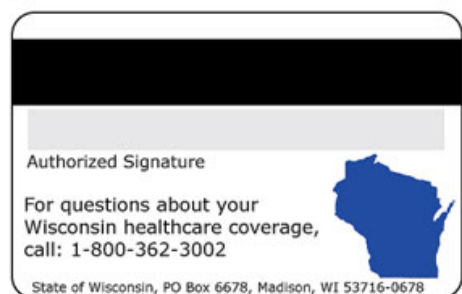 Authorized Signature
For questions about your
Wisconsin healthcare coverage,
call: 1-800-362-3002
State of Wisconsin, PO Box 6678, Madison, WI 53716-0678